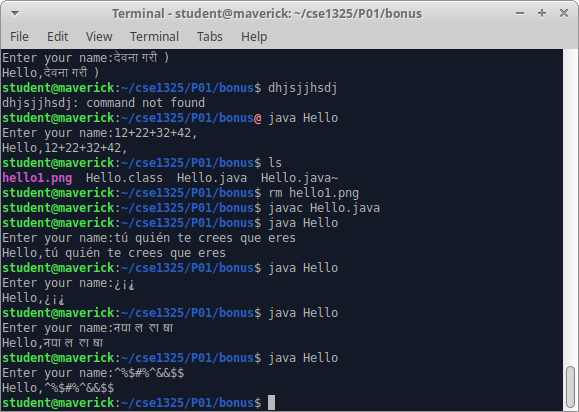 Terminal - student@maverick: ~/cse1325/P01/bonus
File Edit View Terminal Tabs Help
Enter your name:देवना गरी )
Hello,देवना गरी )
student@maverick:~/cse1325/P01/bonus$ dhjsjjhsdj
dhjsjjhsdj: command not found
student@maverick:~/cse1325/P01/bonus@ java Hello
Enter your name:12+22+32+42,
Hello,12+22+32+42,
student@maverick:~/cse1325/P01/bonus$ ls
hello1.png Hello.class Hello.java Hello.java~
student@maverick:~/cse1325/P01/bonus$ rm hello1.png
student@maverick:~/cse1325/P01/bonus$ javac Hello.java
student@maverick:~/cse1325/P01/bonus$ java Hello
Enter your name:tú quién te crees que eres
Hello,tú quién te crees que eres
student@maverick:~/cse1325/P01/bonus$ java Hello
Enter your name:¿¡
Hello,¿¡
student@maverick:~/cse1325/P01/bonus$ java Hello
Enter your name:नपा ल
Hello,नपा ल
student@maverick:~/cse1325/P01/bonus$ java Hello
Enter your name:^%$#%^&&$$
Hello,^%$#%^&&$$
student@maverick:~/cse1325/P01/bonus$